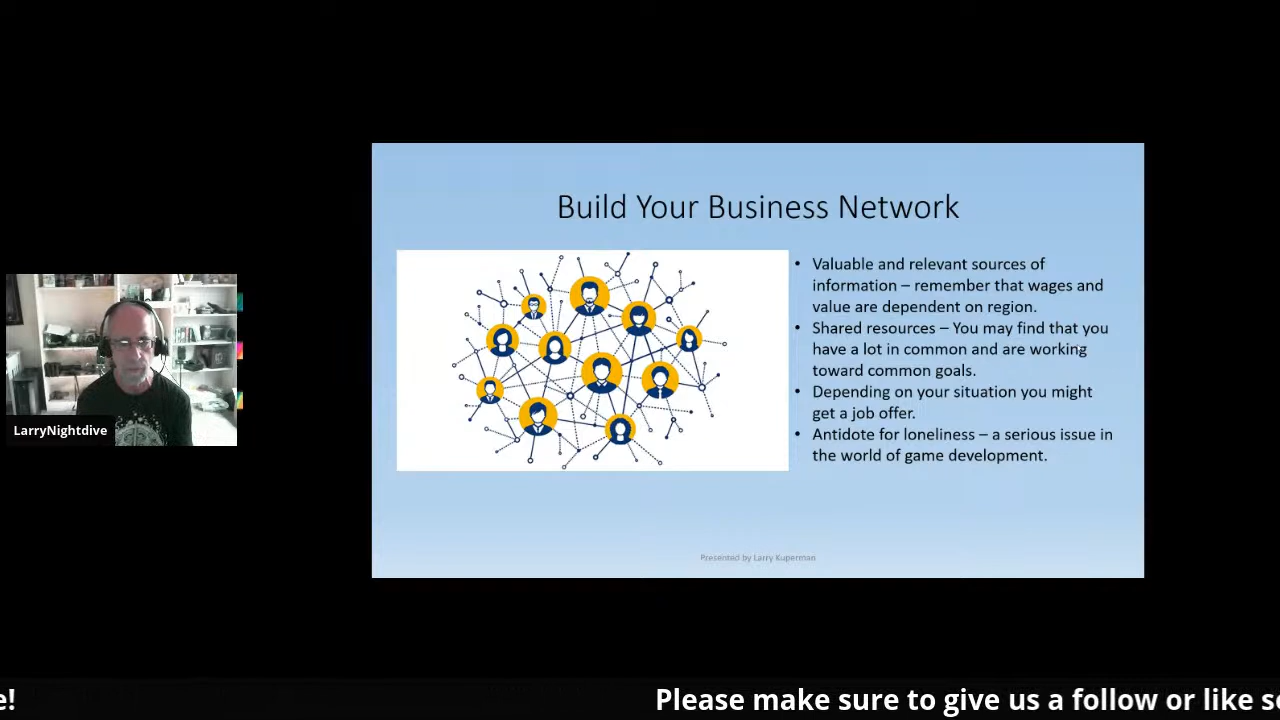 Build Your Business Network
• Valuable and relevant sources of
information – remember that wages and
value are dependent on region.
• Shared resources – You may find that you
have a lot in common and are working
toward common goals.
• Depending on your situation you might
get a job offer.
• Antidote for loneliness – a serious issue in
the world of game development.
LarryNightdive
Presented by Larry Kuperman
e! Please make sure to give us a follow or like s